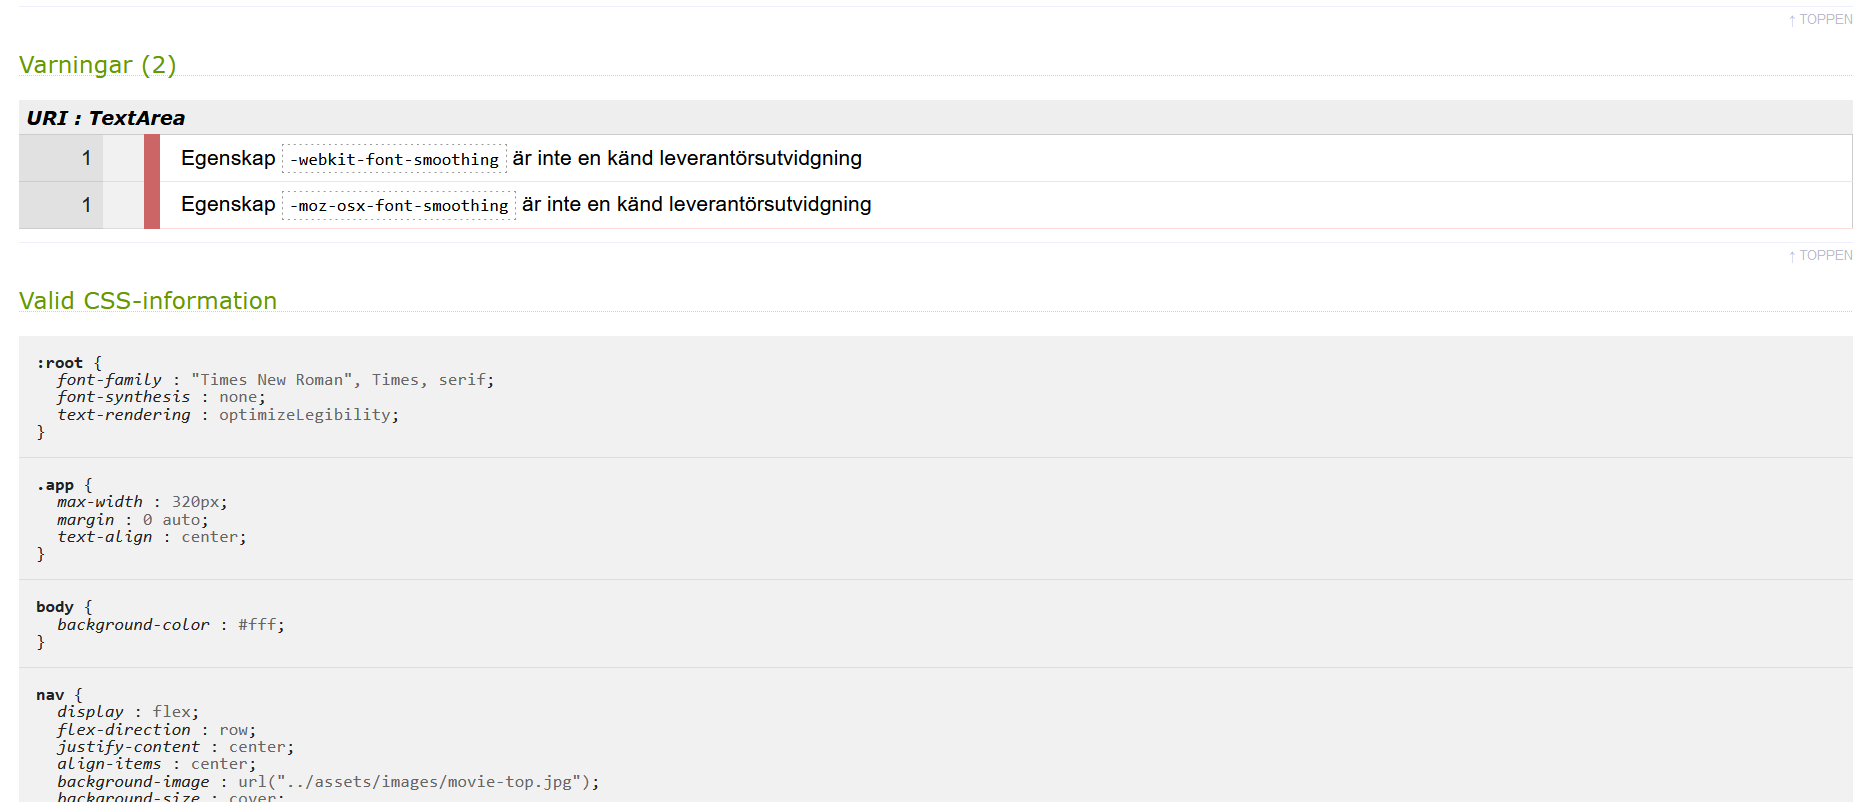 ↑ TOPPEN
Varningar (2)
URI : TextArea
1 Egenskap -webkit-font-smoothing är inte en känd leverantörsutvidgning
1 Egenskap -moz-osx-font-smoothing är inte en känd leverantörsutvidgning
↑ TOPPEN
Valid CSS-information
:root {
font-family : "Times New Roman", Times, serif;
font-synthesis : none;
text-rendering : optimizeLegibility;
}
.app {
max-width : 320px;
margin : 0 auto;
text-align : center;
}
body {
background-color : #fff;
}
nav {
display : flex;
flex-direction : row;
justify-content : center;
align-items : center;
background-image : url("../assets/images/movie-top.jpg");
background-size : cover;